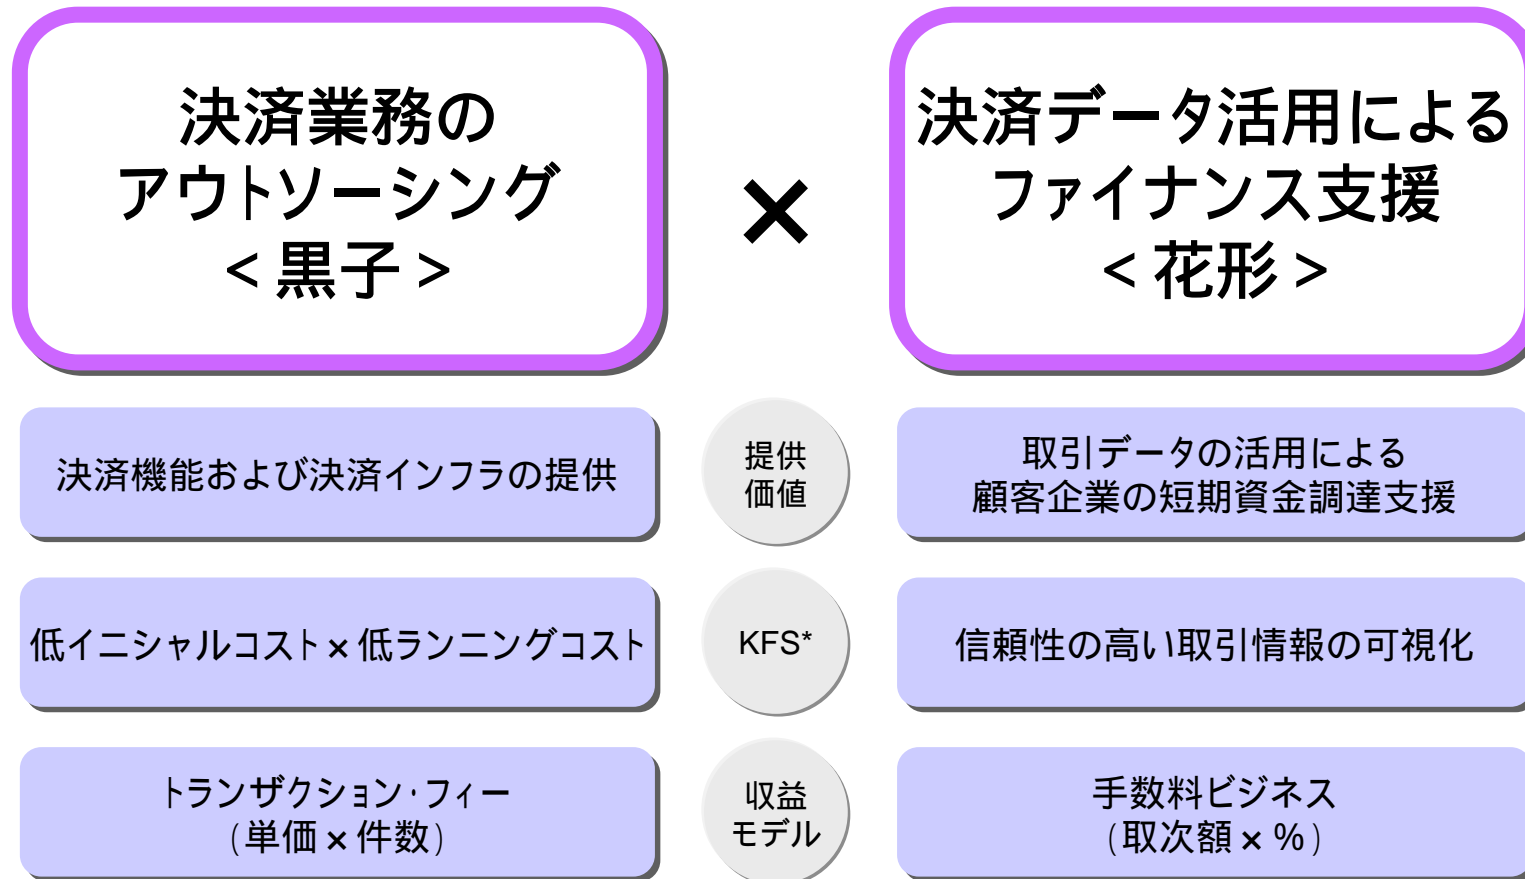 決済業務の
アウトソーシング
<黒子>
×
決済データ活用による
ファイナンス支援
<花形>
決済機能および決済インフラの提供
提供
価値
取引データの活用による
顧客企業の短期資金調達支援
低イニシャルコスト×低ランニングコスト
KFS*
信頼性の高い取引情報の可視化
トランザクション・フィー
(単価×件数)
収益
モデル
手数料ビジネス
(取次額×%)